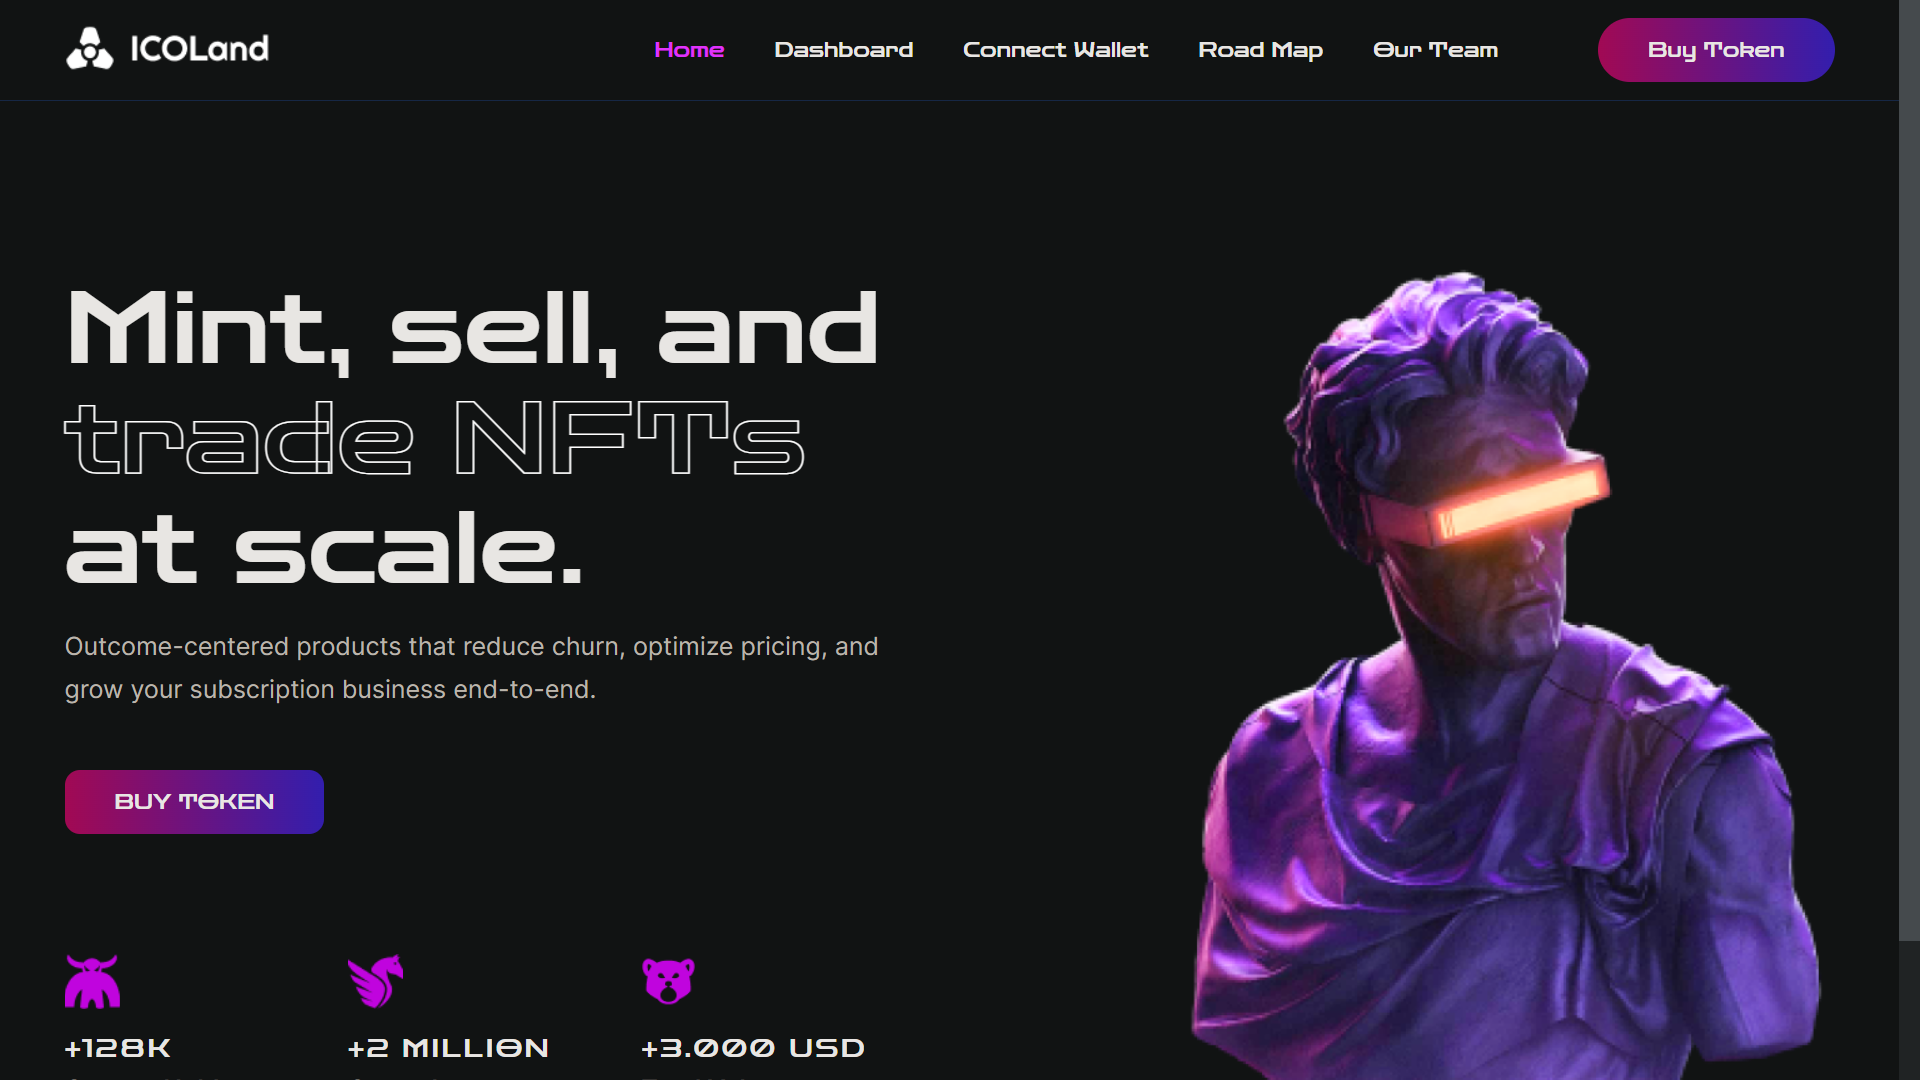 ICOLand
Home Dashboard Connect Wallet Road Map Our Team Buy Token
Mint, sell, and
trade NFTs
at scale.
Outcome-centered products that reduce churn, optimize pricing, and
grow your subscription business end-to-end.
BUY TOKEN
+128K +2 MILLION +3.000 USD